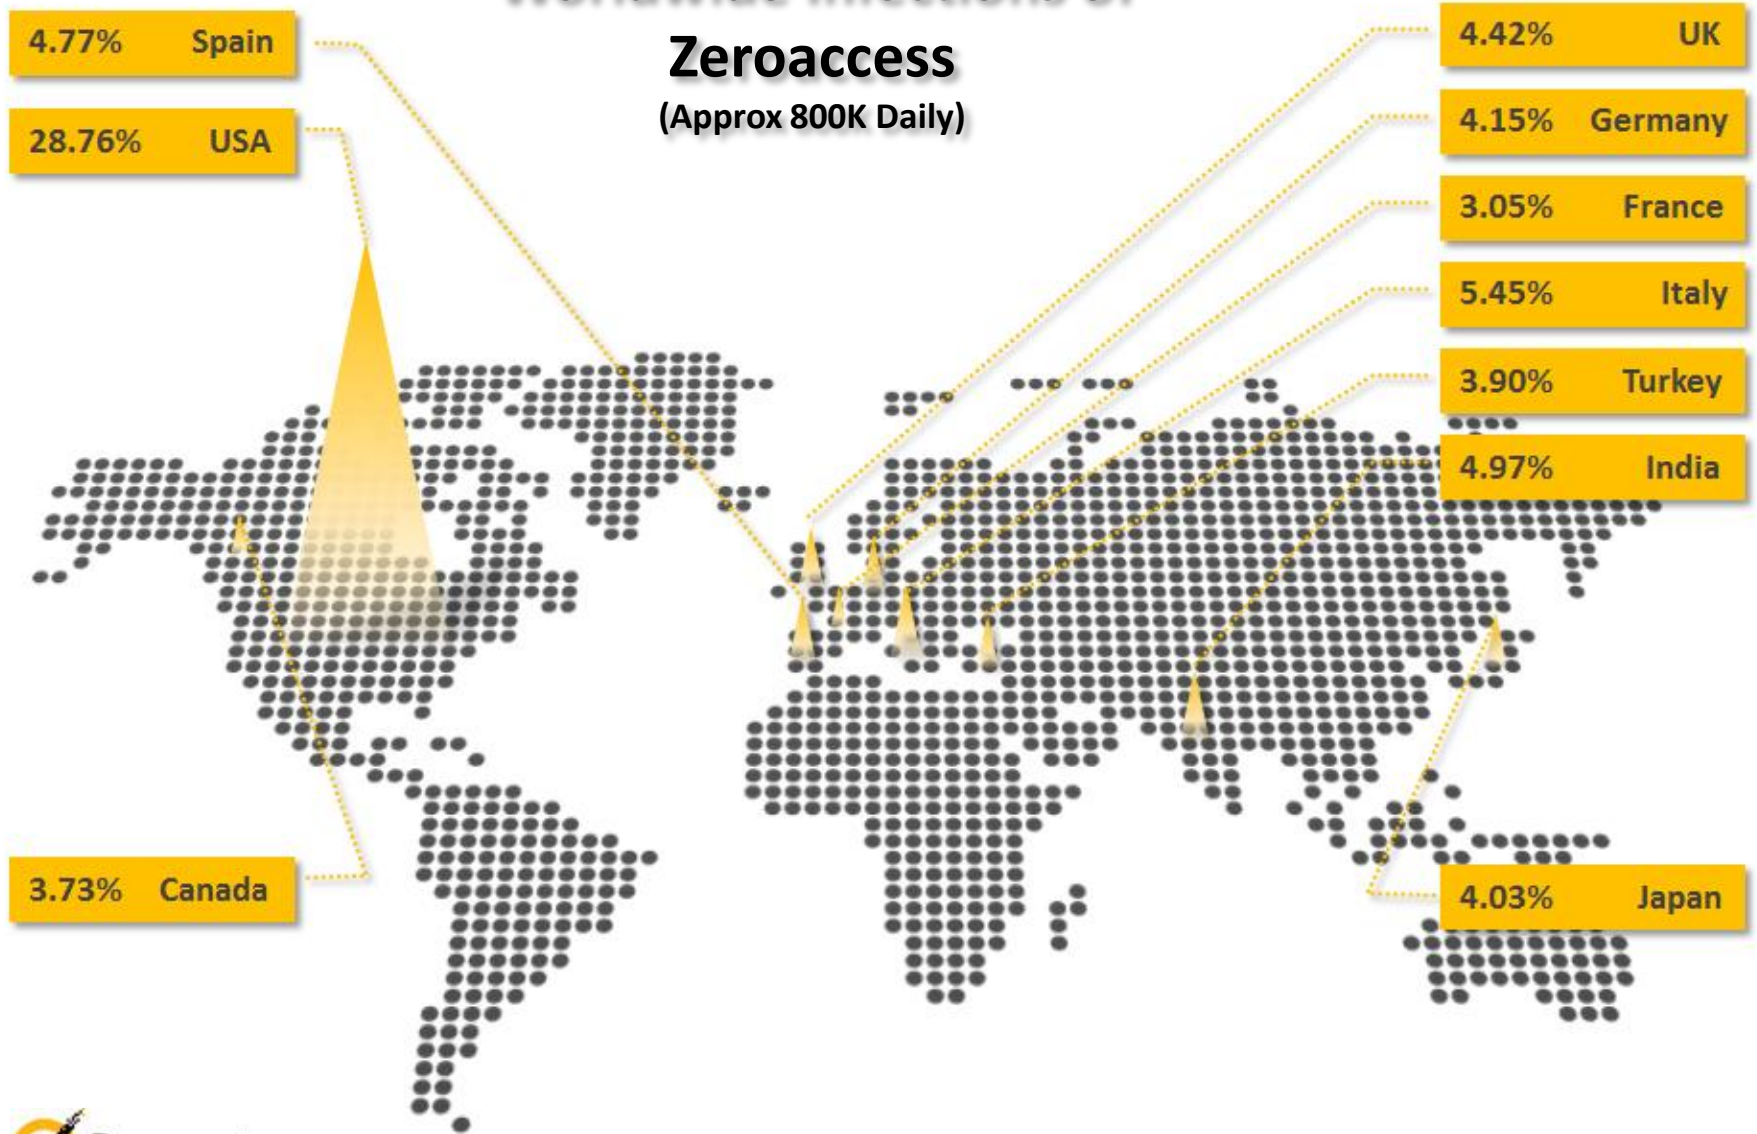 Zeroaccess
(Approx 800K Daily)
4.77% Spain
28.76% USA
4.42% UK
4.15% Germany
3.05% France
5.45% Italy
3.90% Turkey
4.97% India
3.73% Canada
4.03% Japan